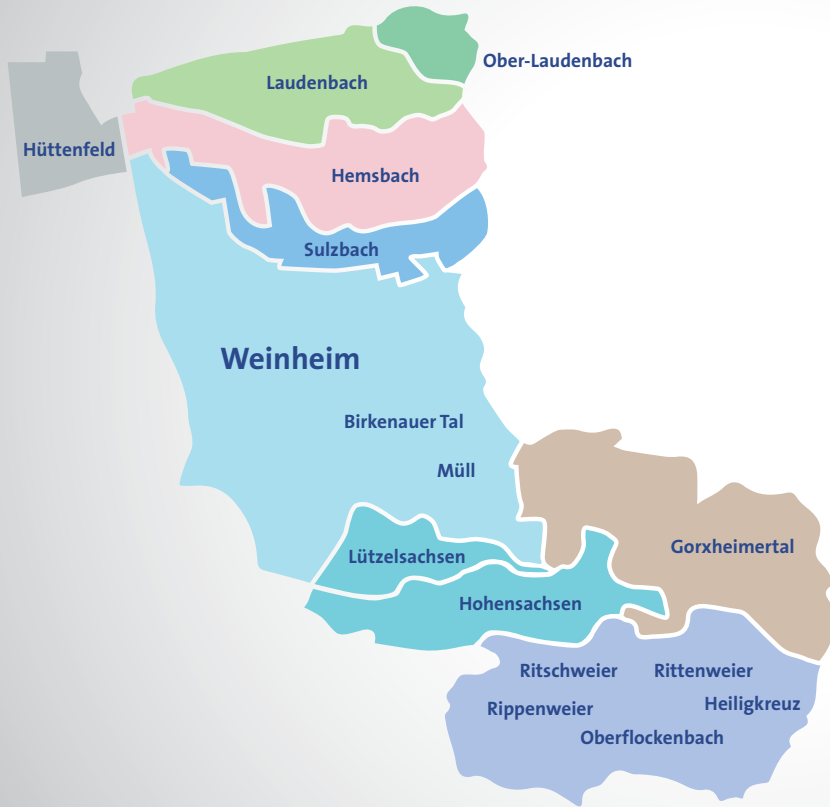 Ober-Laudenbach
Laudenbach
Hüttenfeld
Hemsbach
Sulzbach
Weinheim
Birkenauer Tal
Müll
Gorxheimertal
Lützelsachsen
Hohensachsen
Ritschweier
Rittenweier
Rippenweier
Heiligkreuz
Oberflockenbach